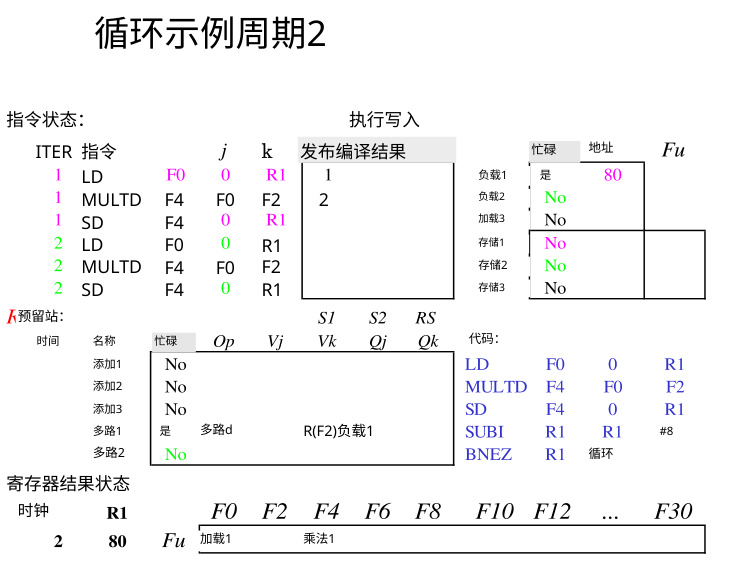 循环示例周期2
指令状态: 执行写入
ITER 指令 j k 发布编译结果 忙碌 地址 Fu
1 LD F0 0 R1 1 负载1 是 80
1 MULTD F4 F0 F2 2 负载2 No
1 SD F4 0 R1 加载3 No
2 LD F0 0 R1 存储1 No
2 MULTD F4 F0 F2 存储2 No
2 SD F4 0 R1 存储3 No
预留站: S1 S2 RS
时间 名称 忙碌 Op Vj Vk Qj Qk 代码:
添加1 No LD F0 0 R1
添加2 No MULTD F4 F0 F2
添加3 No SD F4 0 R1
多路1 是 多路d R(F2)负载1 SUBI R1 R1 #8
多路2 No BNEZ R1 循环
寄存器结果状态
时钟 R1 F0 F2 F4 F6 F8 F10 F12 ... F30
2 80 Fu 加载1 乘法1